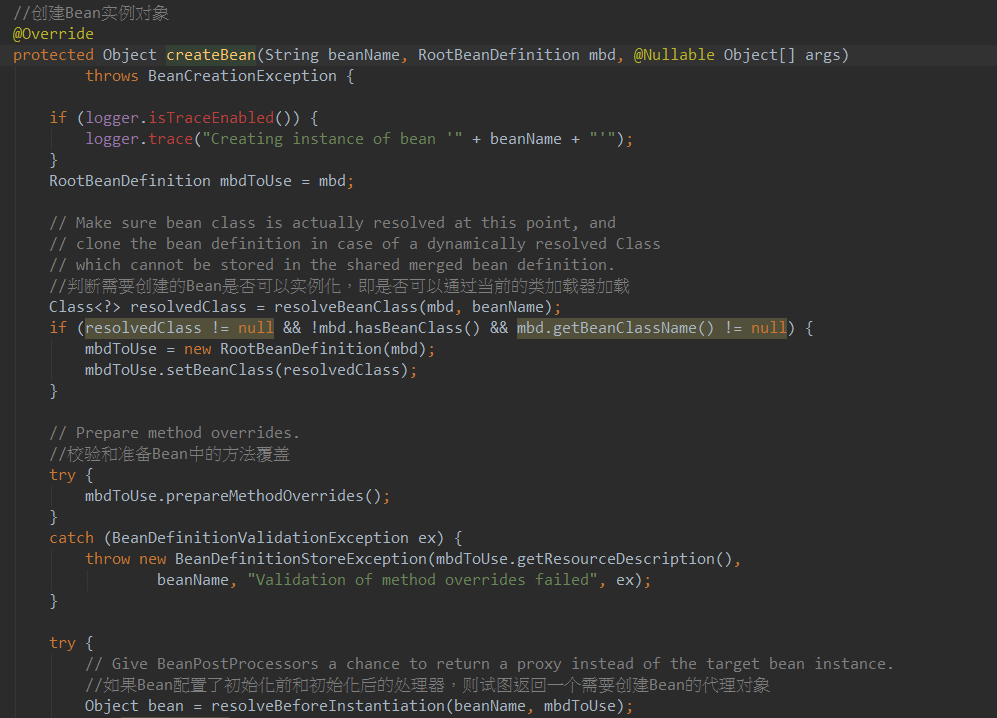 //创建Bean实例对象
@Override
protected Object createBean(String beanName, RootBeanDefinition mbd, @Nullable Object[] args)
        throws BeanCreationException {

    if (logger.isTraceEnabled()) {
        logger.trace("Creating instance of bean '" + beanName + "'");
    }
    RootBeanDefinition mbdToUse = mbd;

    // Make sure bean class is actually resolved at this point, and
    // clone the bean definition in case of a dynamically resolved Class
    // which cannot be stored in the shared merged bean definition.
    //判断需要创建的Bean是否可以实例化，即是否可以通过当前的类加载器加载
    Class<?> resolvedClass = resolveBeanClass(mbd, beanName);
    if (resolvedClass != null && !mbd.hasBeanClass() && mbd.getBeanClassName() != null) {
        mbdToUse = new RootBeanDefinition(mbd);
        mbdToUse.setBeanClass(resolvedClass);
    }

    // Prepare method overrides.
    //校验和准备Bean中的方法覆盖
    try {
        mbdToUse.prepareMethodOverrides();
    }
    catch (BeanDefinitionValidationException ex) {
        throw new BeanDefinitionStoreException(mbdToUse.getResourceDescription(),
                beanName, "Validation of method overrides failed", ex);
    }

    try {
        // Give BeanPostProcessors a chance to return a proxy instead of the target bean instance.
        //如果Bean配置了初始化前和初始化后的处理器，则试图返回一个需要创建Bean的代理对象
        Object bean = resolveBeforeInstantiation(beanName, mbdToUse);